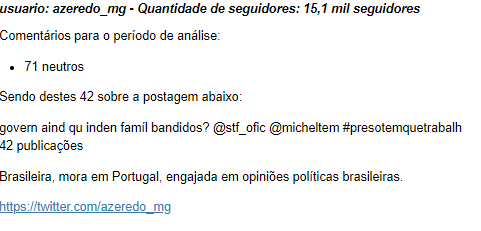 usuario: azeredo_mg - Quantidade de seguidores: 15,1 mil seguidores
Comentários para o período de análise:
• 71 neutros
Sendo destes 42 sobre a postagem abaixo:
govern aind qu inden famíl bandidos? @stf_ofic @micheltem #presotemquetrabalh
42 publicações
Brasileira, mora em Portugal, engajada em opiniões políticas brasileiras.
https://twitter.com/azeredo_mg